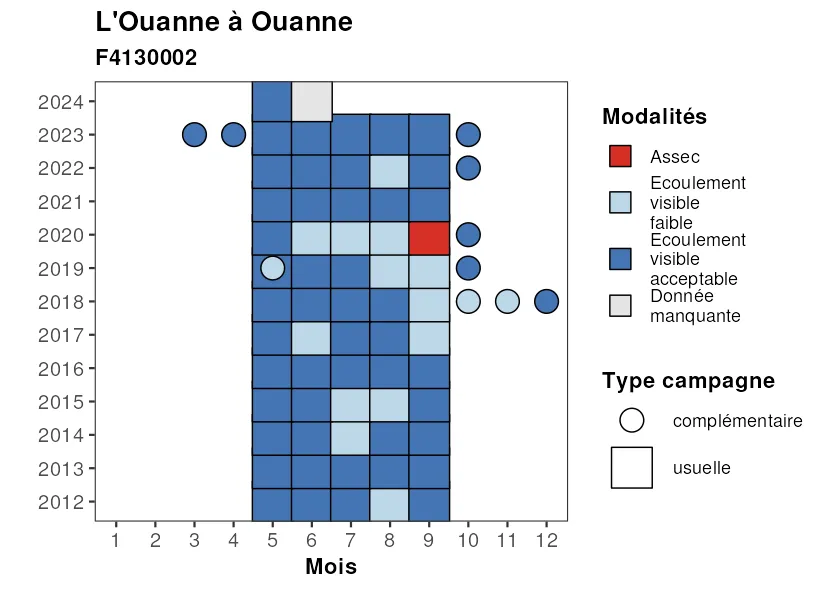 L'Ouanne à Ouanne
F4130002
2024
2023
2022
2021
2020
2019
2018
2017
2016
2015
2014
2013
2012
1 2 3 4 5 6 7 8 9 10 11 12
Mois
Modalités
Assec
Ecoulement
visible
faible
Ecoulement
visible
acceptable
Donnée
manquante
Type campagne
complémentaire
usuelle